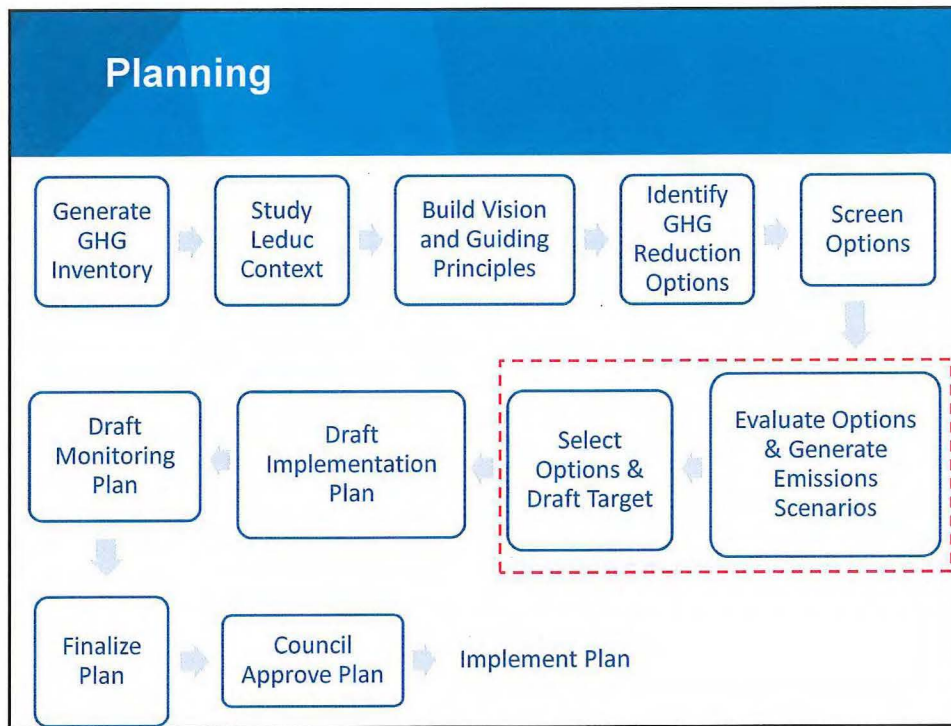 Planning
Generate
GHG
Inventory
Study
Leduc
Context
Build Vision
and Guiding
Principles
Identify
GHG
Reduction
Options
Screen
Options
Evaluate Options
& Generate
Emissions
Scenarios
Select
Options &
Draft Target
Draft
Implementation
Plan
Draft
Monitoring
Plan
Finalize
Plan
Council
Approve Plan
Implement Plan